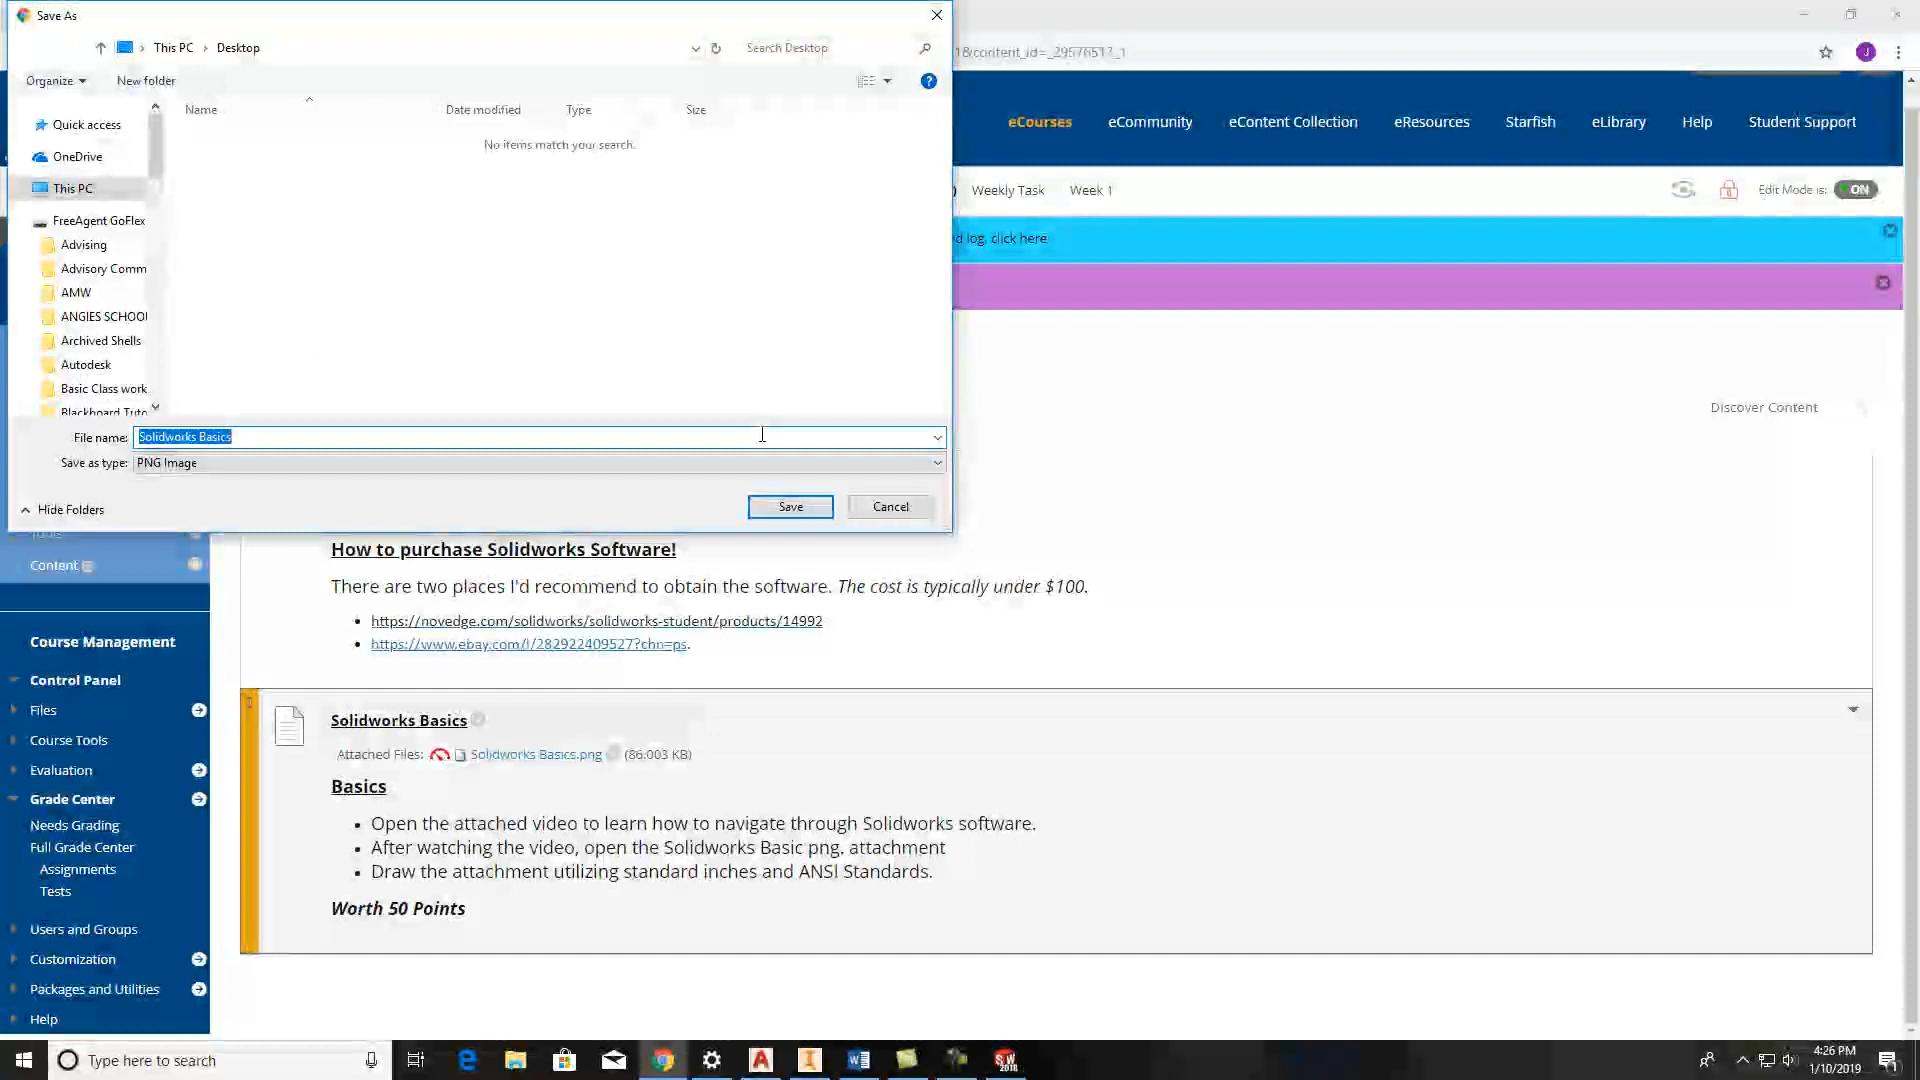 Save As
This PC
Desktop
Search Desktop
1&content_id=_29576517_1
J
Organize
New folder
?
Name
Date modified
Type
Size
No items match your search.
Quick access
OneDrive
This PC
FreeAgent GoFlex
Advising
Advisory Comm
AMW
ANGIES SCHOOL
Archived Shells
Autodesk
Basic Class work
Blackboard Tuto
File name: Solidworks Basics
Save as type: PNG Image
Hide Folders
Save
Cancel
eCourses
eCommunity
eContent Collection
eResources
Starfish
eLibrary
Help
Student Support
) Weekly Task
Week 1
Edit Mode is: ON
d log, click here
Discover Content
Tools
Content
Course Management
Control Panel
Files
Course Tools
Evaluation
Grade Center
Needs Grading
Full Grade Center
Assignments
Tests
Users and Groups
Customization
Packages and Utilities
Help
How to purchase Solidworks Software!
There are two places I'd recommend to obtain the software. The cost is typically under $100.
• https://novedge.com/solidworks/solidworks-student/products/14992
• https://www.ebay.com/i/282922409527?chn=ps.
Solidworks Basics
Attached Files: Solidworks Basics.png (86.003 KB)
Basics
• Open the attached video to learn how to navigate through Solidworks software.
• After watching the video, open the Solidworks Basic png. attachment
• Draw the attachment utilizing standard inches and ANSI Standards.
Worth 50 Points
Type here to search
SW
2018
4:26 PM
1/10/2019